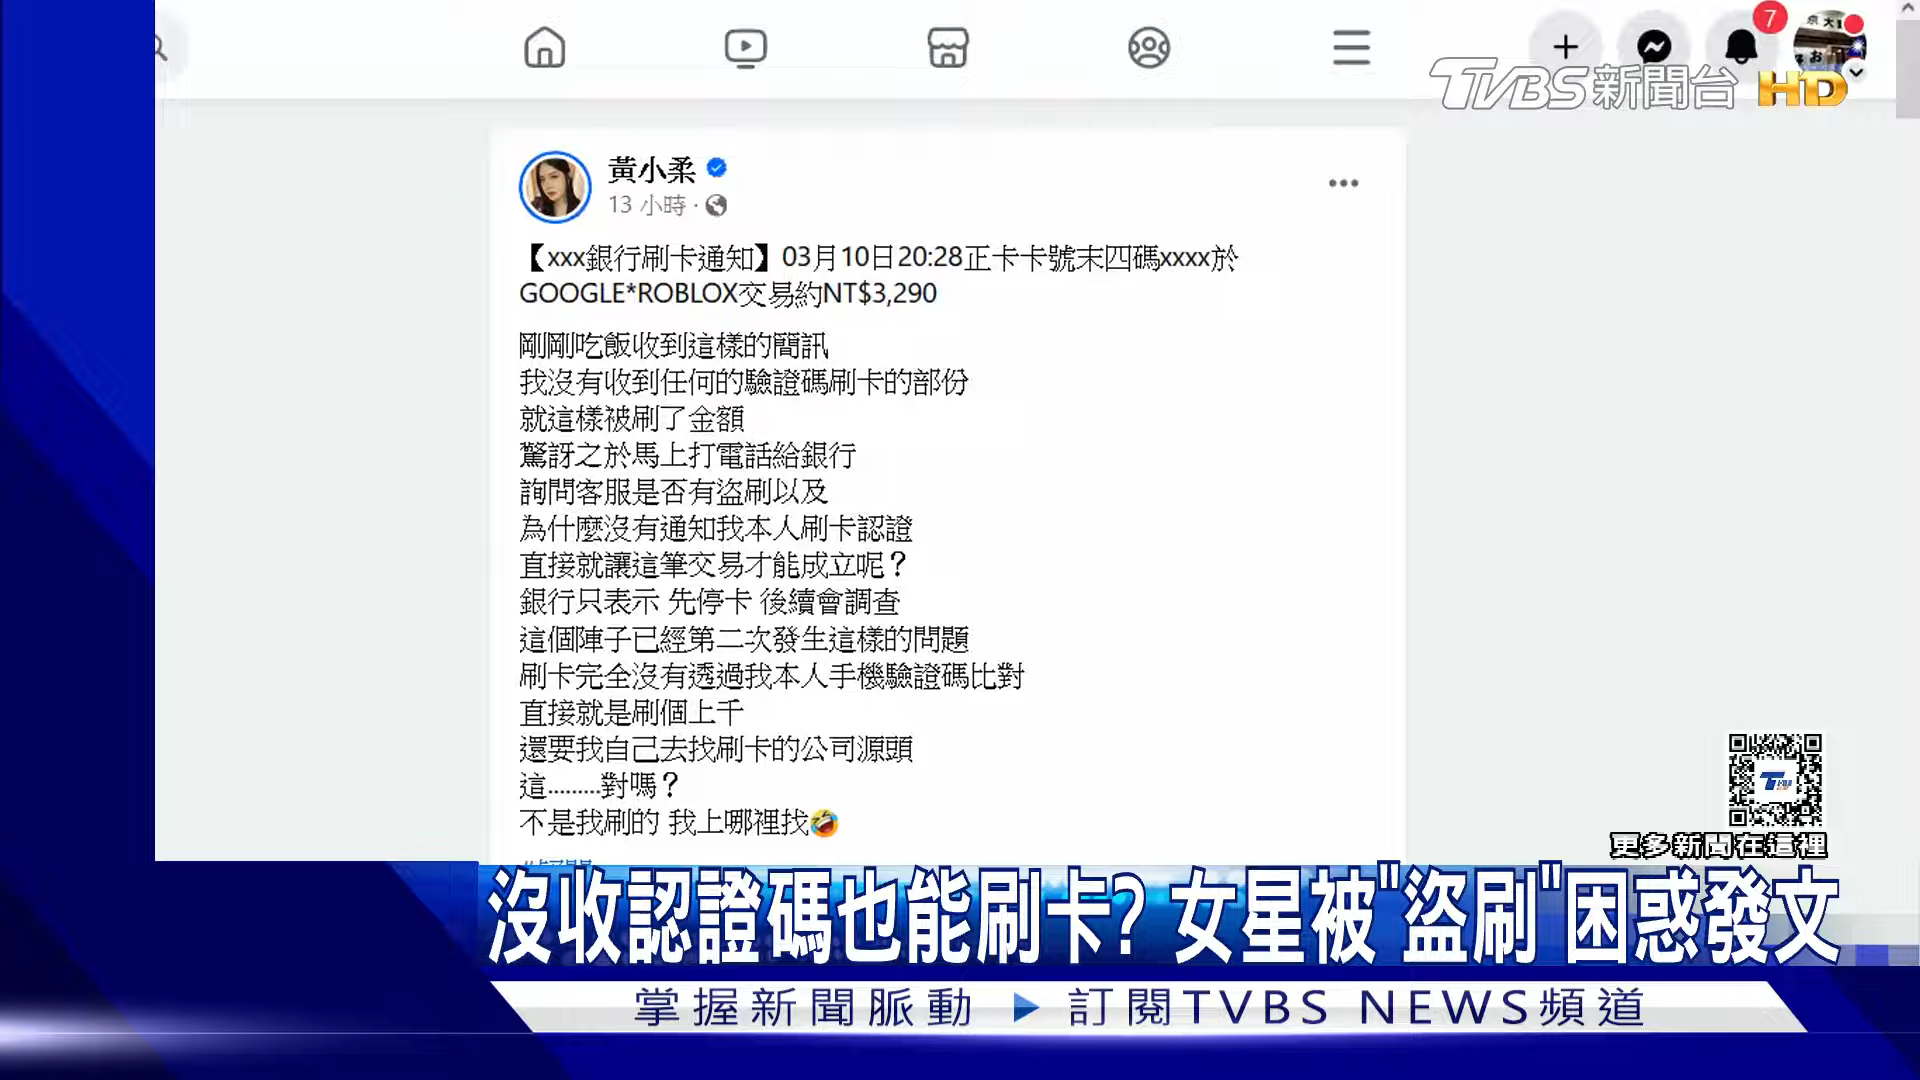 7
TVBS新聞台 HD
黃小柔
13 小時 ·
【xxx銀行刷卡通知】03月10日20:28正卡卡號末四碼xxxx於
GOOGLE*ROBLOX交易約NT$3,290
剛剛吃飯收到這樣的簡訊
我沒有收到任何的驗證碼刷卡的部份
就這樣被刷了金額
驚訝之於馬上打電話給銀行
詢問客服是否有盜刷以及
為什麼沒有通知我本人刷卡認證
直接就讓這筆交易才能成立呢？
銀行只表示 先停卡 後續會調查
這個陣子已經第二次發生這樣的問題
刷卡完全沒有透過我本人手機驗證碼比對
直接就是刷個上千
還要我自己去找刷卡的公司源頭
這.........對嗎？
不是我刷的 我上哪裡找🤣
更多新聞在這裡
沒收認證碼也能刷卡? 女星被"盜刷"困惑發文
掌握新聞脈動 ▶ 訂閱TVBS NEWS頻道